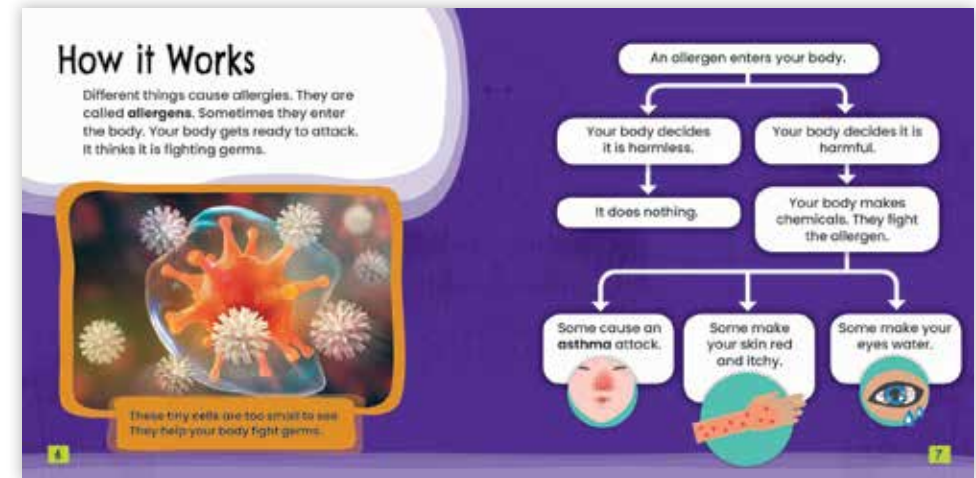 How it Works
Different things cause allergies. They are
called allergens. Sometimes they enter
the body. Your body gets ready to attack.
It thinks it is fighting germs.
These tiny cells are too small to see.
They help your body fight germs.
6
An allergen enters your body.
Your body decides
it is harmless.
It does nothing.
Your body decides it is
harmful.
Your body makes
chemicals. They fight
the allergen.
Some cause an
asthma attack.
Some make
your skin red
and itchy.
Some make your
eyes water.
7